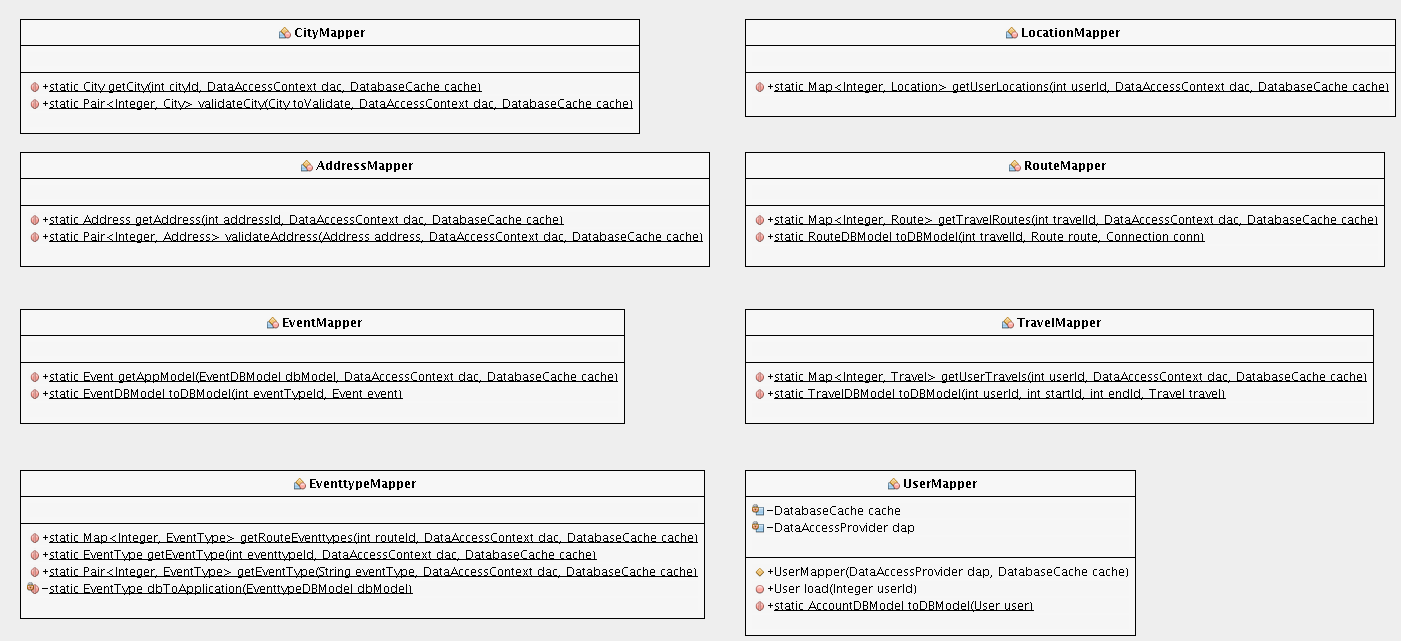 CityMapper
+static City getCity(int cityId, DataAccessContext dac, DatabaseCache cache)
+static Pair<Integer, City> validateCity(City toValidate, DataAccessContext dac, DatabaseCache cache)
LocationMapper
+static Map<Integer, Location> getUserLocations(int userId, DataAccessContext dac, DatabaseCache cache)
AddressMapper
+static Address getAddress(int addressId, DataAccessContext dac, DatabaseCache cache)
+static Pair<Integer, Address> validateAddress(Address address, DataAccessContext dac, DatabaseCache cache)
RouteMapper
+static Map<Integer, Route> getTravelRoutes(int travelId, DataAccessContext dac, DatabaseCache cache)
+static RouteDBModel toDBModel(int travelId, Route route, Connection conn)
EventMapper
+static Event getAppModel(EventDBModel dbModel, DataAccessContext dac, DatabaseCache cache)
+static EventDBModel toDBModel(int eventTypeId, Event event)
TravelMapper
+static Map<Integer, Travel> getUserTravels(int userId, DataAccessContext dac, DatabaseCache cache)
+static TravelDBModel toDBModel(int userId, int startId, int endId, Travel travel)
EventtypeMapper
+static Map<Integer, EventType> getRouteEventtypes(int routeId, DataAccessContext dac, DatabaseCache cache)
+static EventType getEventType(int eventtypeId, DataAccessContext dac, DatabaseCache cache)
+static Pair<Integer, EventType> getEventType(String eventType, DataAccessContext dac, DatabaseCache cache)
-static EventType dbToApplication(EventtypeDBModel dbModel)
UserMapper
-DatabaseCache cache
-DataAccessProvider dap
+UserMapper(DataAccessProvider dap, DatabaseCache cache)
+User load(Integer userId)
+static AccountDBModel toDBModel(User user)